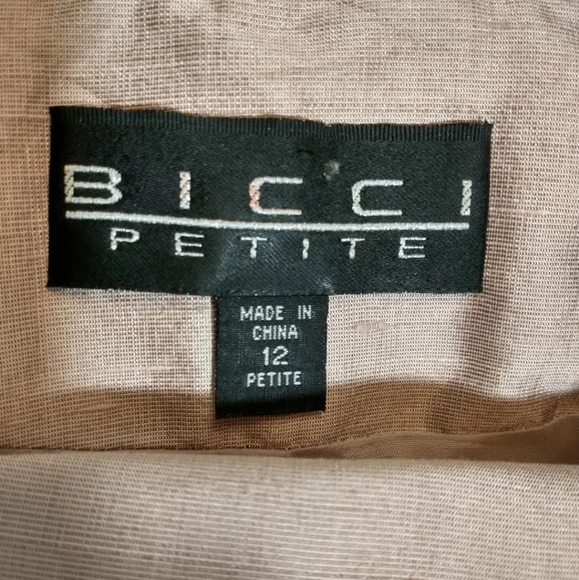 BICCI
PETITE
MADE IN
CHINA
12
PETITE